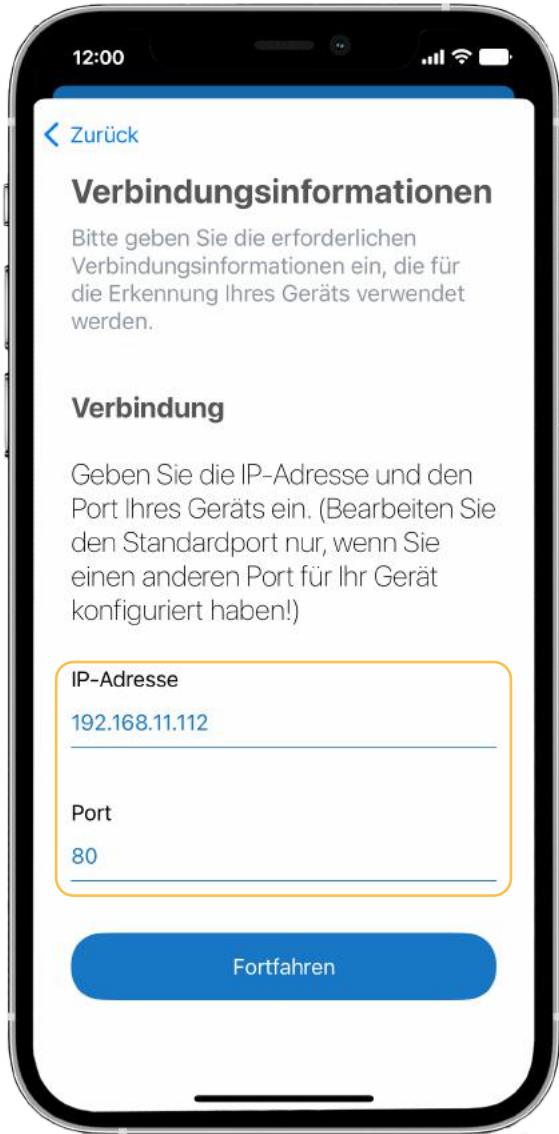 12:00
Zurück
Verbindungsinformationen
Bitte geben Sie die erforderlichen
Verbindungsinformationen ein, die für
die Erkennung Ihres Geräts verwendet
werden.
Verbindung
Geben Sie die IP-Adresse und den
Port Ihres Geräts ein. (Bearbeiten Sie
den Standardport nur, wenn Sie
einen anderen Port für Ihr Gerät
konfiguriert haben!)
IP-Adresse
192.168.11.112
Port
80
Fortfahren